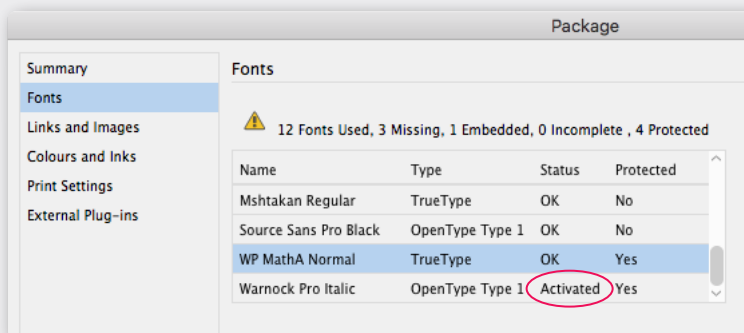 Package
Summary
Fonts
Links and Images
Colours and Inks
Print Settings
External Plug-ins
Fonts
12 Fonts Used, 3 Missing, 1 Embedded, 0 Incomplete , 4 Protected
Name Type Status Protected
Mshtakan Regular TrueType OK No
Source Sans Pro Black OpenType Type 1 OK No
WP MathA Normal TrueType OK Yes
Warnock Pro Italic OpenType Type 1 Activated Yes